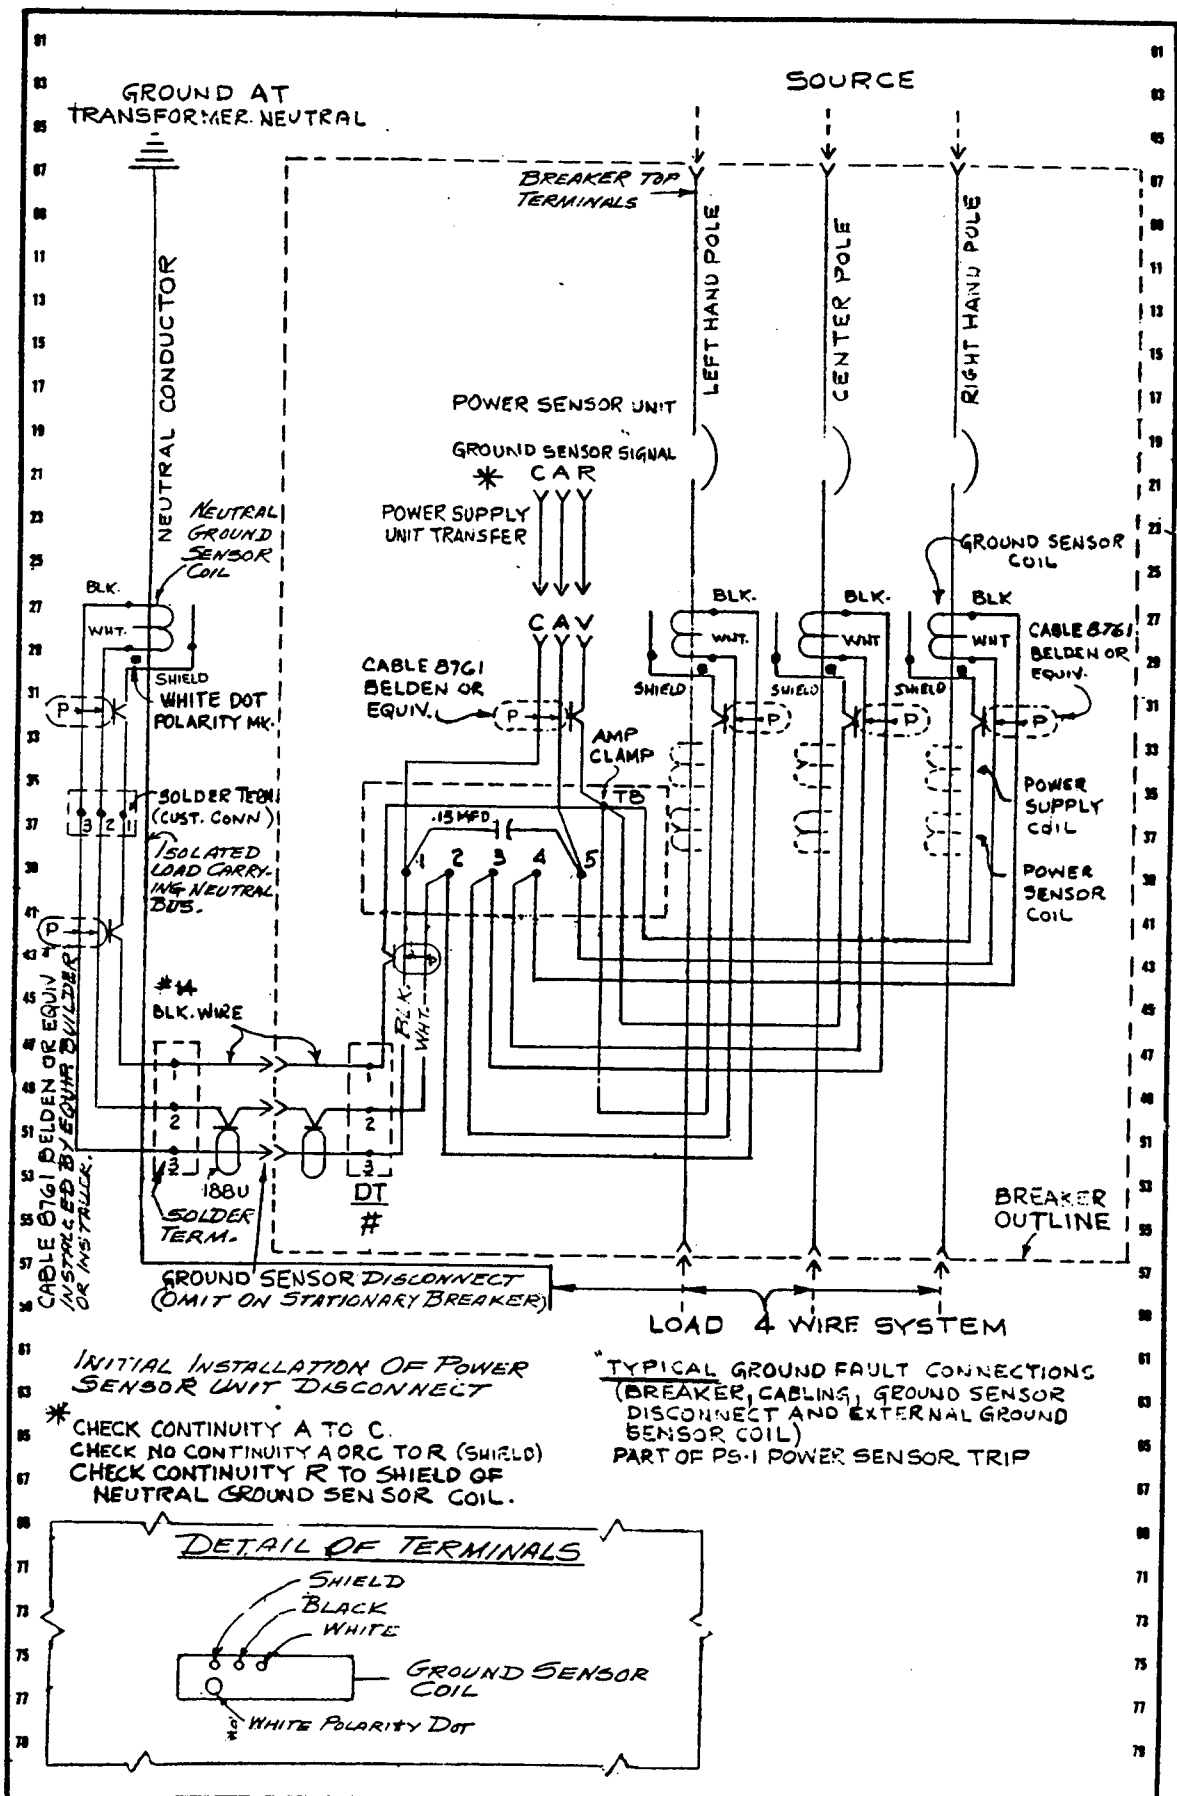 GROUND AT
TRANSFORMER NEUTRAL
SOURCE
BREAKER TOP
TERMINALS
NEUTRAL CONDUCTOR
LEFT HAND POLE
CENTER POLE
RIGHT HAND POLE
POWER SENSOR UNIT
GROUND SENSOR SIGNAL
* C A R
POWER SUPPLY
UNIT TRANSFER
C A V
NEUTRAL
GROUND
SENSOR
COIL
GROUND SENSOR
COIL
BLK.
WHT.
SHIELD
WHITE DOT
POLARITY MK.
P
CABLE 8761
BELDEN OR
EQUIV.
P
BLK.
WHT.
SHIELD
P
BLK.
WHT
SHIELD
P
BLK
WHT
SHIELD
P
CABLE 8761
BELDEN OR
EQUIV.
AMP
CLAMP
TB
.15 MFD.
1 2 3 4 5
POWER
SUPPLY
COIL
POWER
SENSOR
COIL
SOLDER TERM
(CUST. CONN)
3 2 1
ISOLATED
LOAD CARRY-
ING NEUTRAL
BUS.
P
CABLE 8761 BELDEN OR EQUIV
INSTALLED BY EQUIP. BUILDER
OR INSTALLER.
#14
BLK. WIRE
BLK.
WHT.
1
2
3
1
2
3
188U
SOLDER
TERM.
DT
#
BREAKER
OUTLINE
GROUND SENSOR DISCONNECT
(OMIT ON STATIONARY BREAKER)
LOAD 4 WIRE SYSTEM
INITIAL INSTALLATION OF POWER
SENSOR UNIT DISCONNECT
* CHECK CONTINUITY A TO C.
CHECK NO CONTINUITY A OR C TO R (SHIELD)
CHECK CONTINUITY R TO SHIELD OF
NEUTRAL GROUND SENSOR COIL.
"TYPICAL GROUND FAULT CONNECTIONS
(BREAKER, CABLING, GROUND SENSOR
DISCONNECT AND EXTERNAL GROUND
SENSOR COIL)
PART OF PS-1 POWER SENSOR TRIP
DETAIL OF TERMINALS
SHIELD
BLACK
WHITE
GROUND SENSOR
COIL
WHITE POLARITY DOT